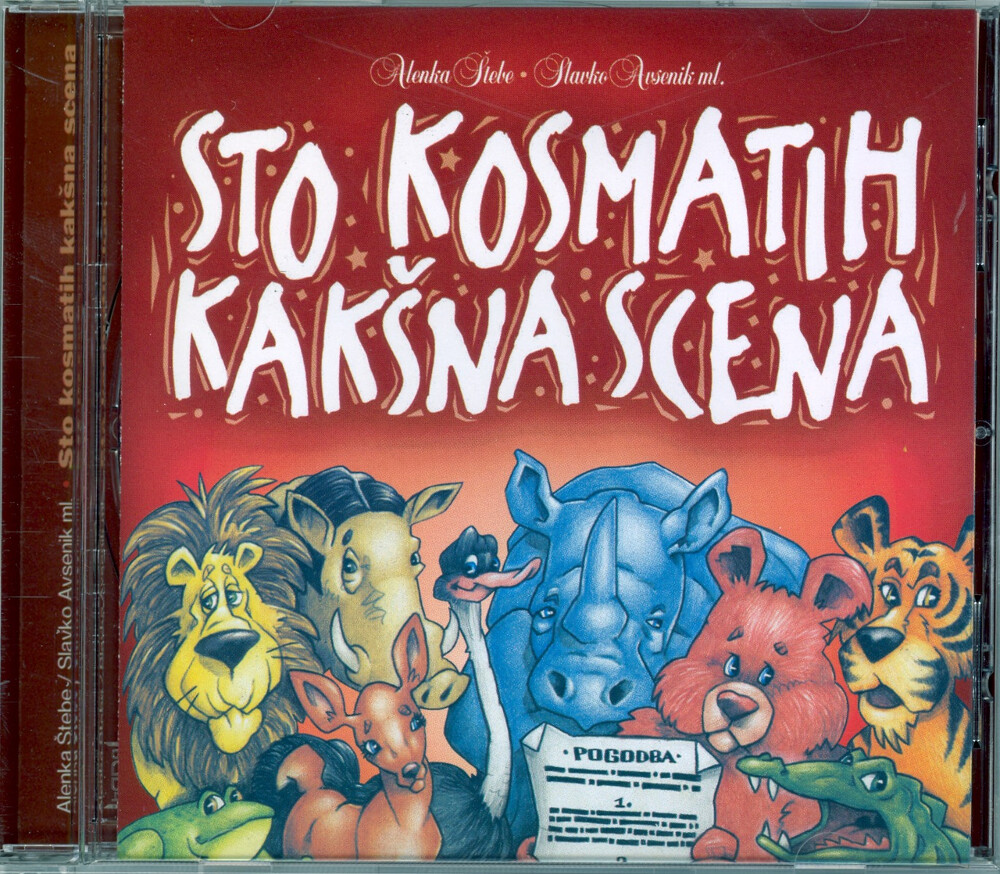 Alenka Štebe • Slavko Avsenik ml.
STO KOSMATIH
KAKŠNA SCENA
• POGODBA •
1.
Alenka Štebe / Slavko Avsenik ml. • Sto kosmatih kakšna scena